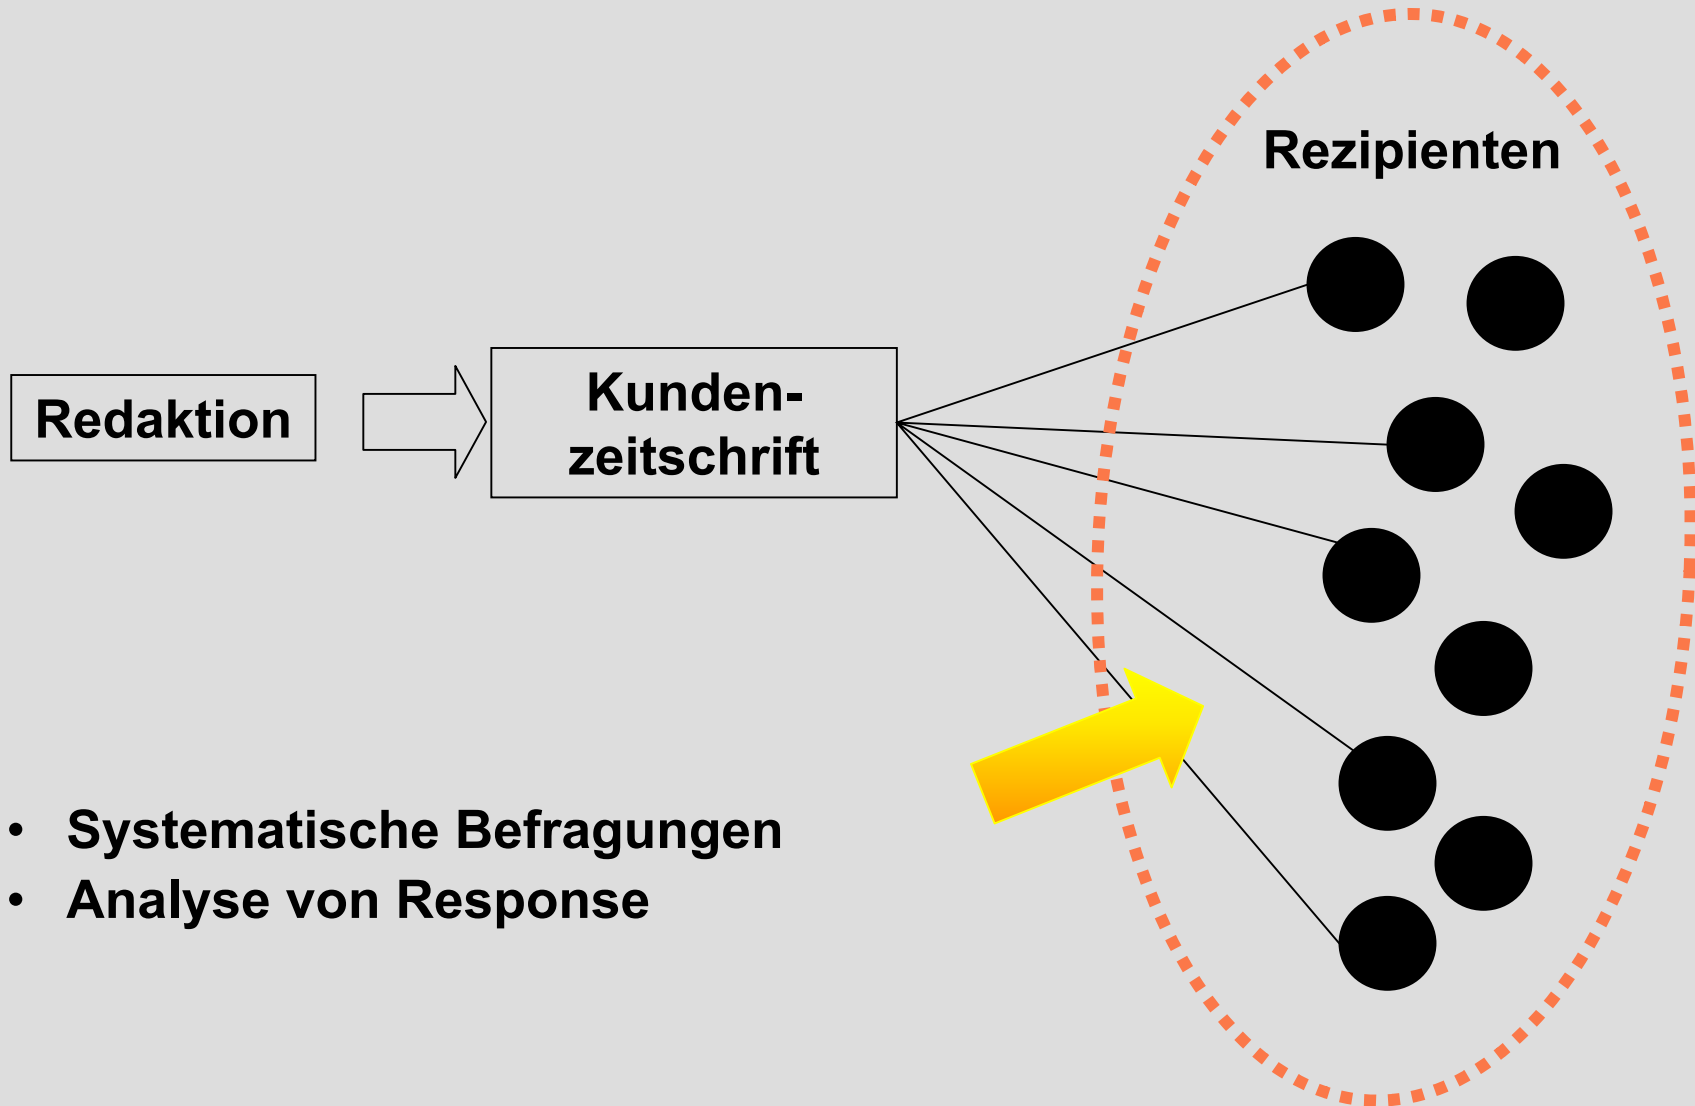 Rezipienten
Redaktion
Kunden-
zeitschrift
• Systematische Befragungen
• Analyse von Response